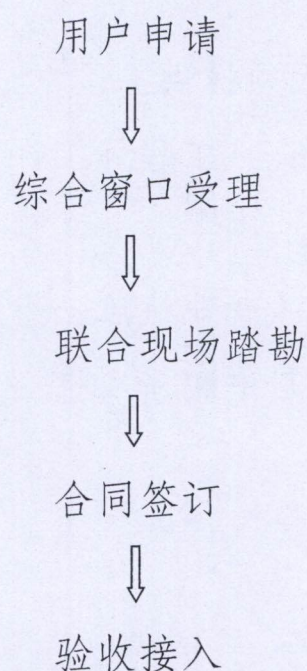 用户申请
综合窗口受理
联合现场踏勘
合同签订
验收接入